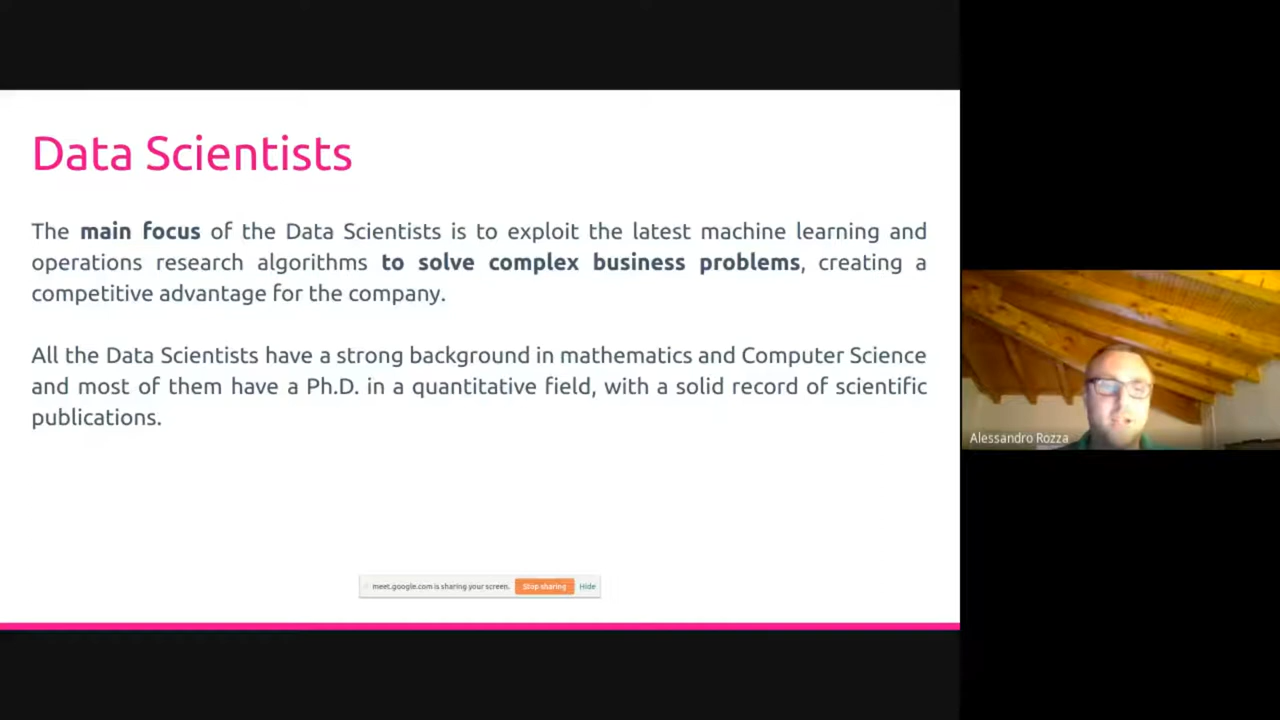 Data Scientists
The main focus of the Data Scientists is to exploit the latest machine learning and
operations research algorithms to solve complex business problems, creating a
competitive advantage for the company.
All the Data Scientists have a strong background in mathematics and Computer Science
and most of them have a Ph.D. in a quantitative field, with a solid record of scientific
publications.
Alessandro Rozza
meet.google.com is sharing your screen. Stop sharing Hide